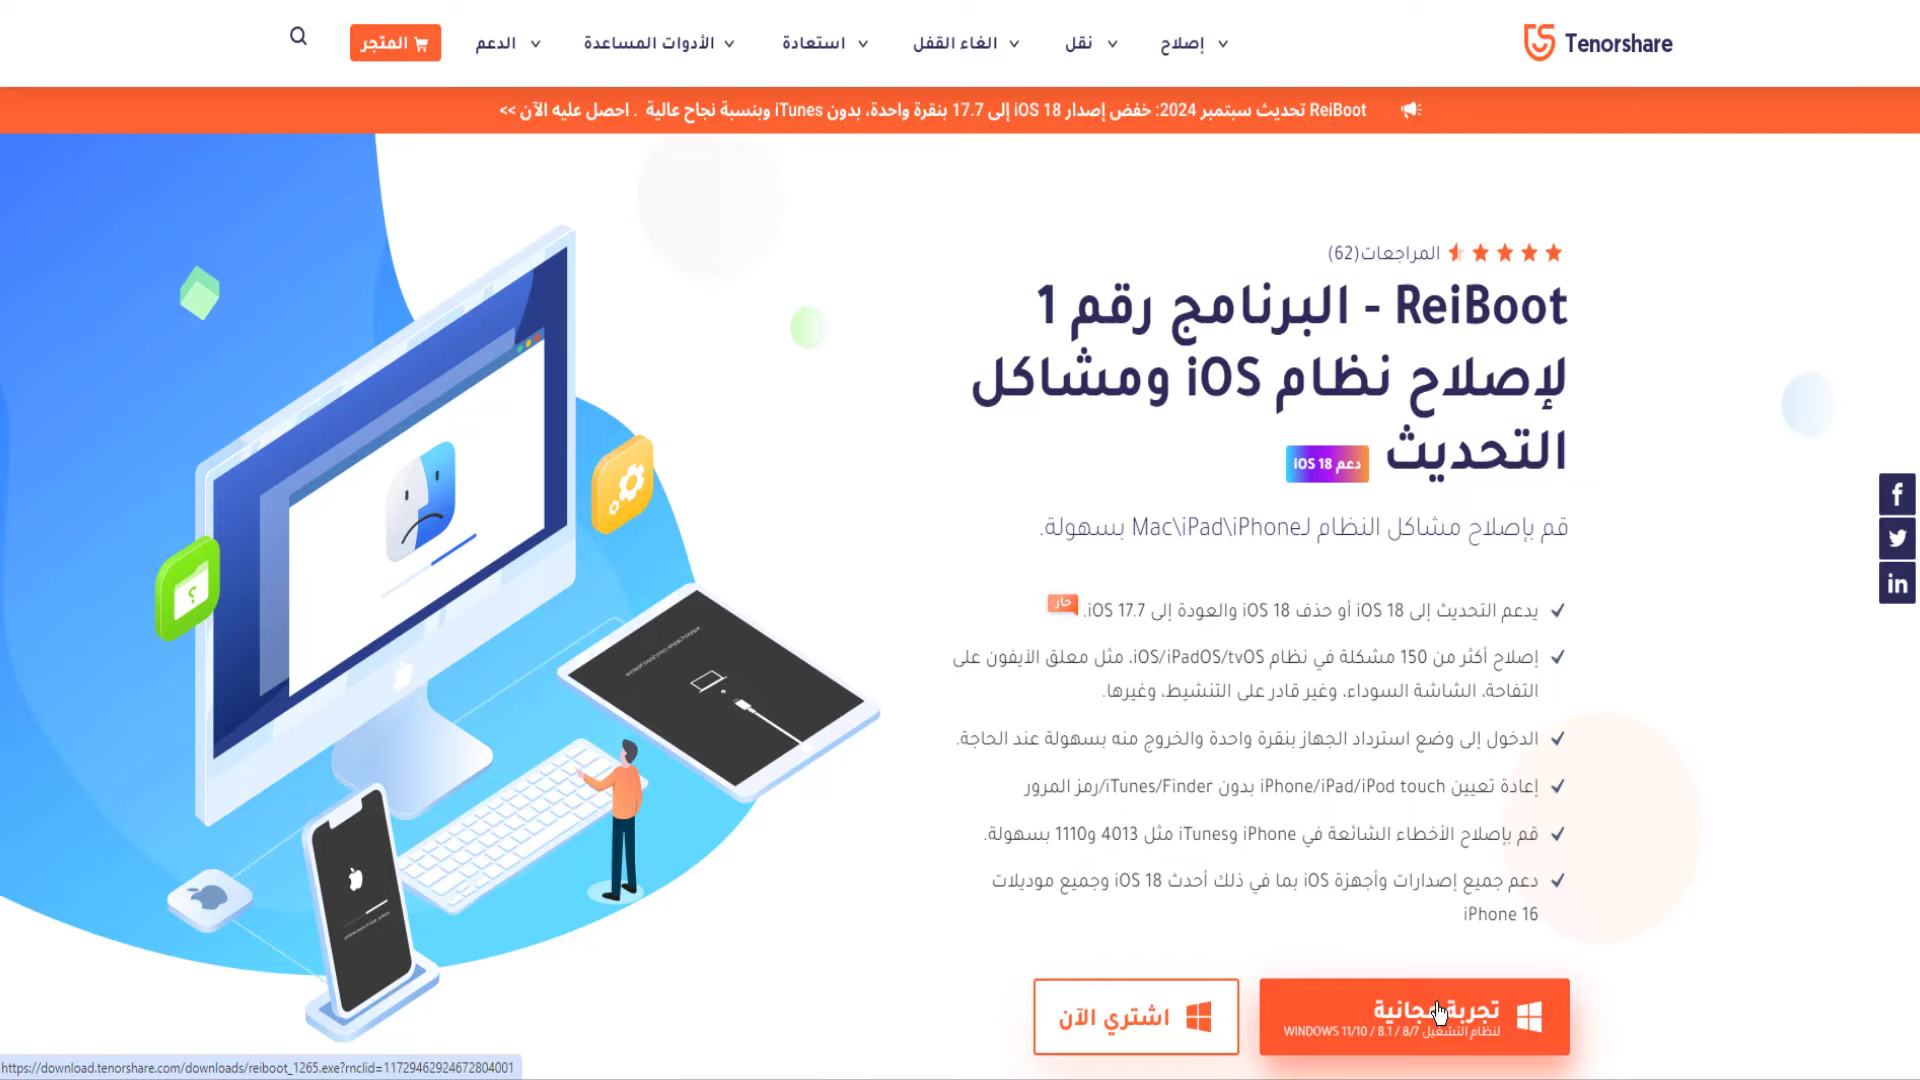 Tenorshare
إصلاح
نقل
الغاء القفل
استعادة
الأدوات المساعدة
الدعم
المتجر
ReiBoot تحديث سبتمبر 2024: خفض إصدار iOS 18 إلى 17.7 بنقرة واحدة، بدون iTunes وبنسبة نجاح عالية . احصل عليه الآن >>
المراجعات(62)
ReiBoot - البرنامج رقم 1
لإصلاح نظام iOS ومشاكل
التحديث دعم iOS 18
قم بإصلاح مشاكل النظام لـMac\iPad\iPhone بسهولة.
يدعم التحديث إلى iOS 18 أو حذف iOS 18 والعودة إلى iOS 17.7. حار
إصلاح أكثر من 150 مشكلة في نظام iOS/iPadOS/tvOS، مثل معلق الآيفون على
التفاحة، الشاشة السوداء، وغير قادر على التنشيط، وغيرها.
الدخول إلى وضع استرداد الجهاز بنقرة واحدة والخروج منه بسهولة عند الحاجة.
إعادة تعيين iPhone/iPad/iPod touch بدون iTunes/Finder/رمز المرور
قم بإصلاح الأخطاء الشائعة في iPhone وiTunes مثل 4013 و1110 بسهولة.
دعم جميع إصدارات وأجهزة iOS بما في ذلك أحدث iOS 18 وجميع موديلات
iPhone 16
تجربة مجانية
لنظام التشغيل WINDOWS 11/10 / 8.1 / 8/7
اشتري الآن
https://download.tenorshare.com/downloads/reiboot_1265.exe?rnclid=11729462924672804001